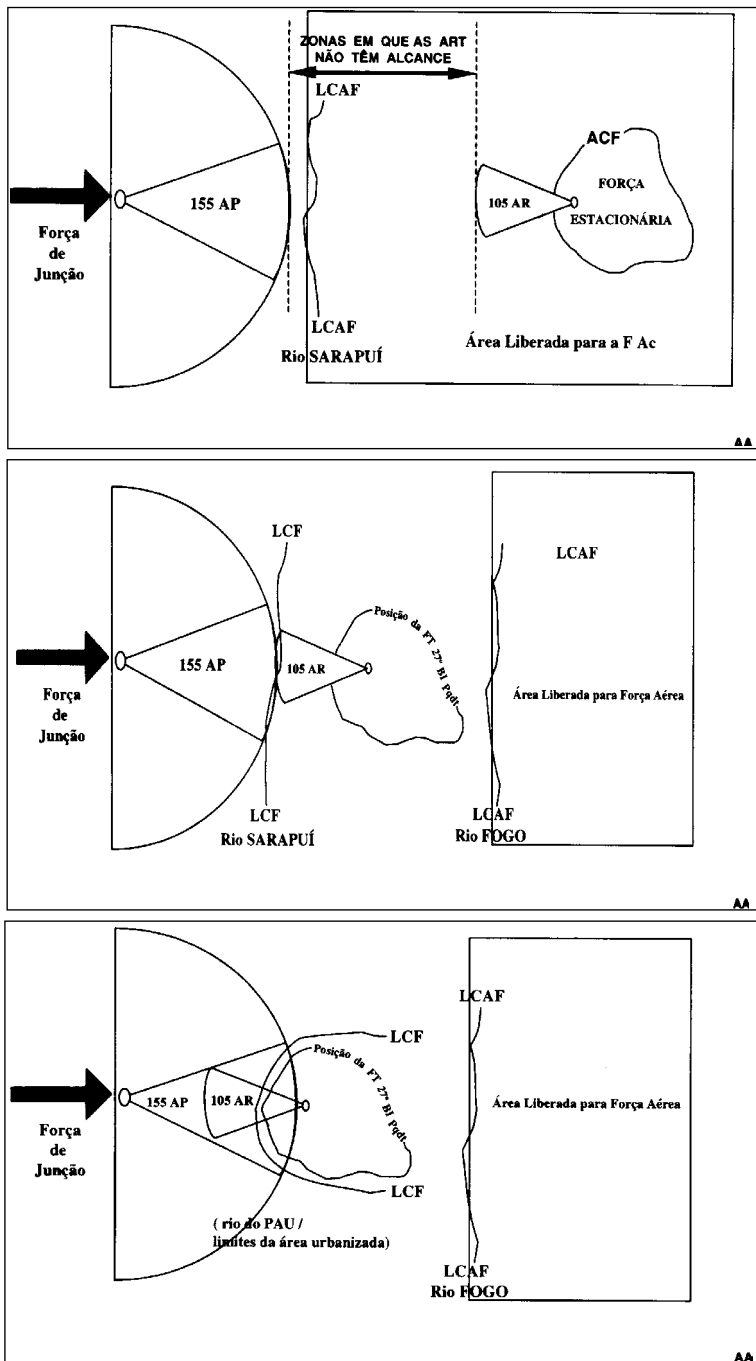 ZONAS EM QUE AS ART
NÃO TÊM ALCANCE
LCAF
ACF
155 AP
105 AR
FORÇA
ESTACIONÁRIA
Força
de
Junção
LCAF
Rio SARAPUÍ
Área Liberada para a F Ac
AA
LCF
LCAF
Posição da FT 27º BI Pqdt
155 AP
105 AR
Força
de
Junção
Área Liberada para Força Aérea
LCF
Rio SARAPUÍ
LCAF
Rio FOGO
AA
LCAF
LCF
Posição da FT 27º BI Pqdt
155 AP
105 AR
Área Liberada para Força Aérea
Força
de
Junção
LCF
( rio do PAU /
limites da área urbanizada)
LCAF
Rio FOGO
AA